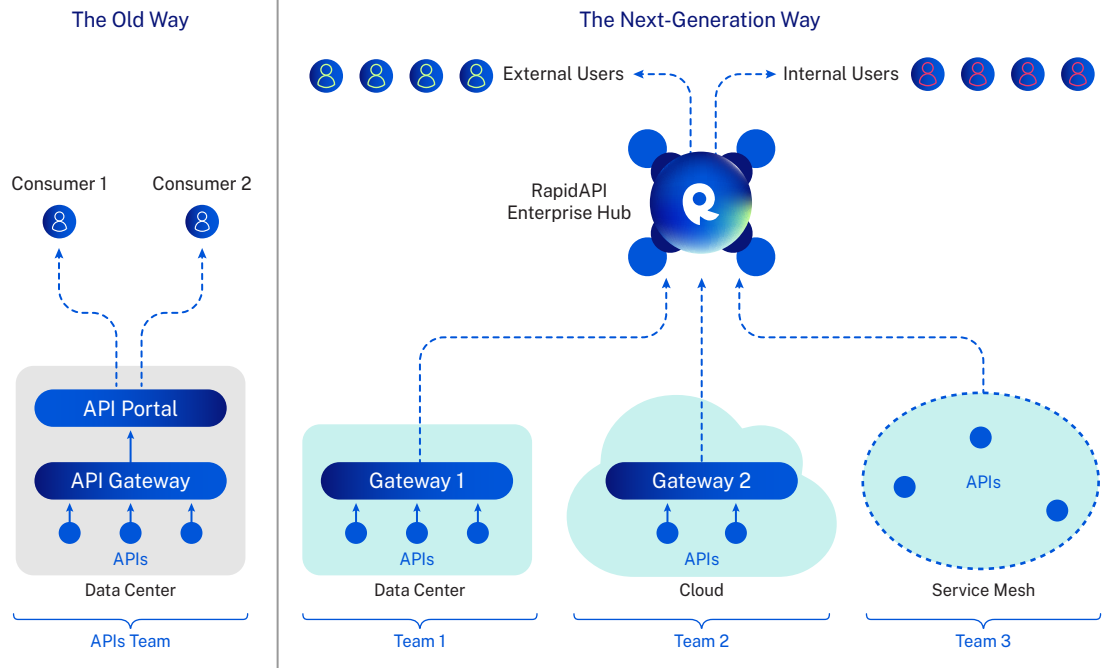 The Old Way
Consumer 1
Consumer 2
API Portal
API Gateway
APIs
Data Center
APIs Team
The Next-Generation Way
External Users
Internal Users
RapidAPI
Enterprise Hub
Gateway 1
APIs
Data Center
Team 1
Gateway 2
APIs
Cloud
Team 2
APIs
Service Mesh
Team 3